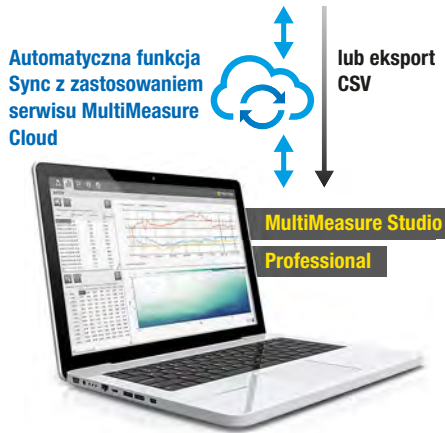 Automatyczna funkcja
Sync z zastosowaniem
serwisu MultiMeasure
Cloud
lub eksport
CSV
MultiMeasure Studio
Professional